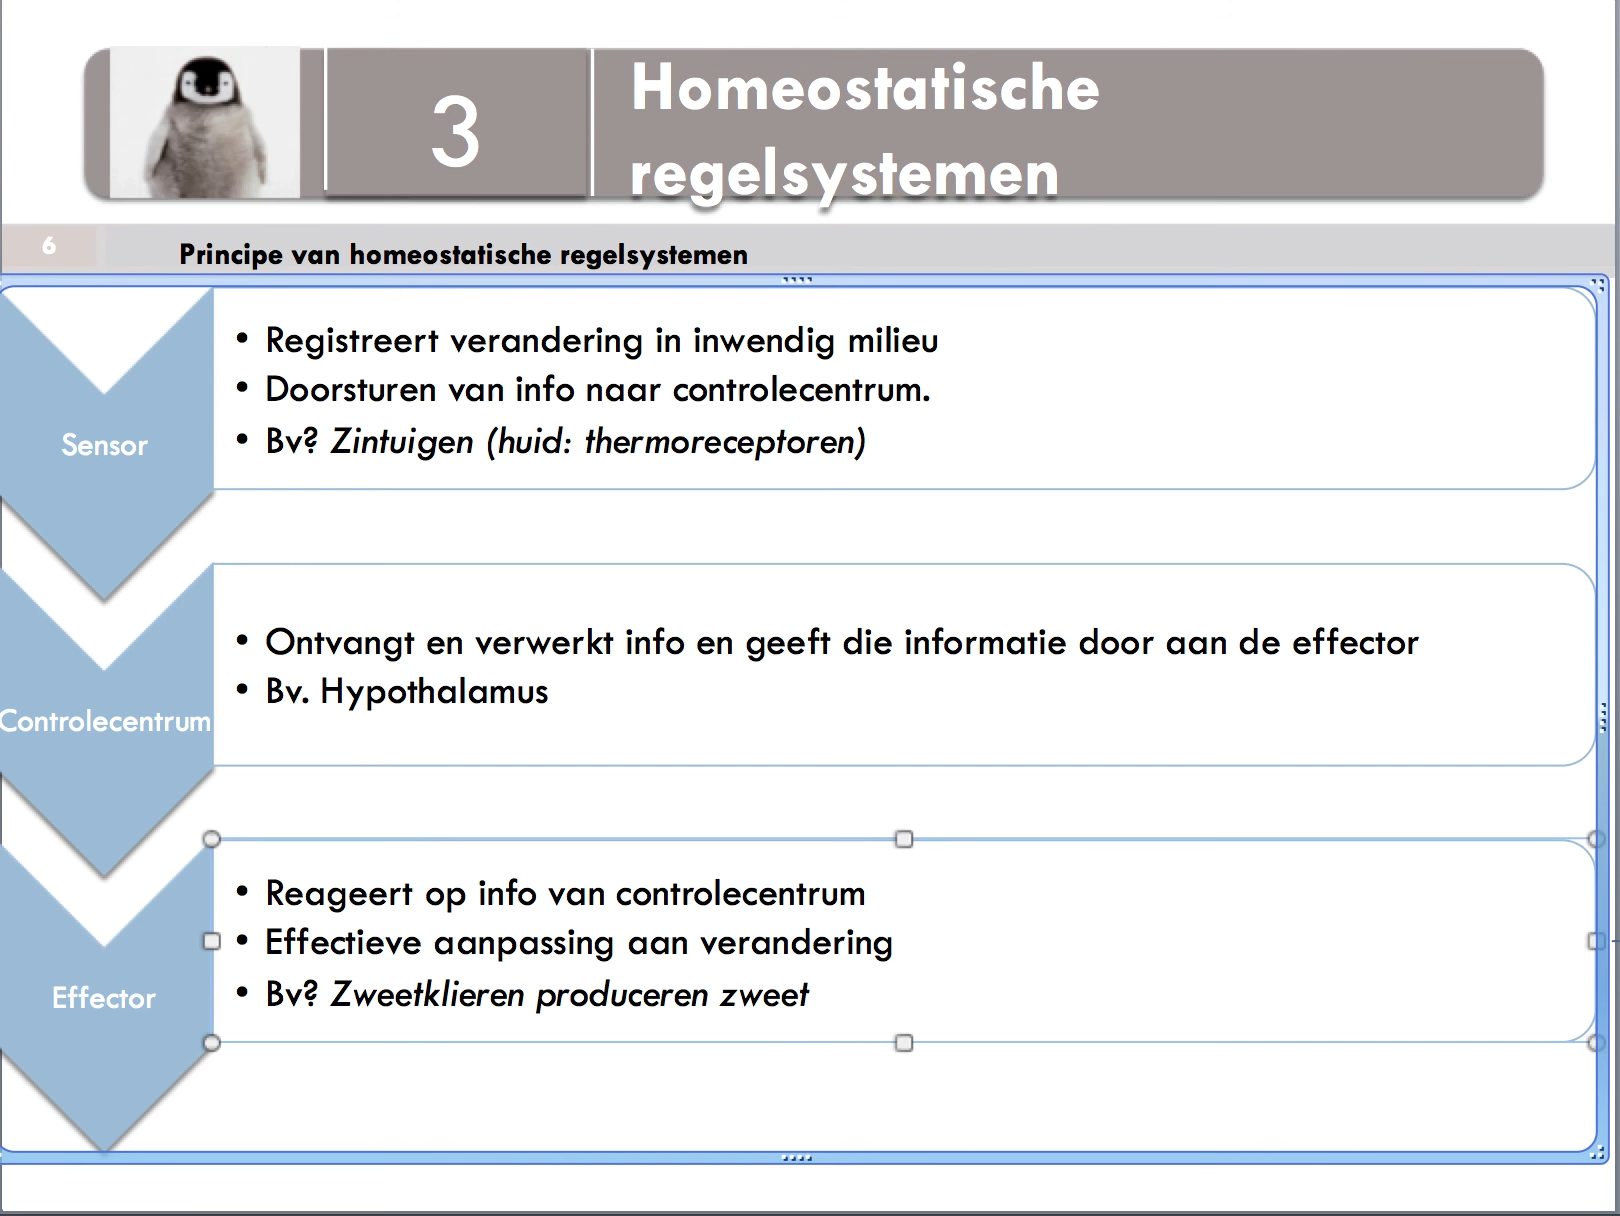 3
Homeostatische
regelsystemen
6
Principe van homeostatische regelsystemen
Sensor
• Registreert verandering in inwendig milieu
• Doorsturen van info naar controlecentrum.
• Bv? Zintuigen (huid: thermoreceptoren)
Controlecentrum
• Ontvangt en verwerkt info en geeft die informatie door aan de effector
• Bv. Hypothalamus
Effector
• Reageert op info van controlecentrum
• Effectieve aanpassing aan verandering
• Bv? Zweetklieren produceren zweet